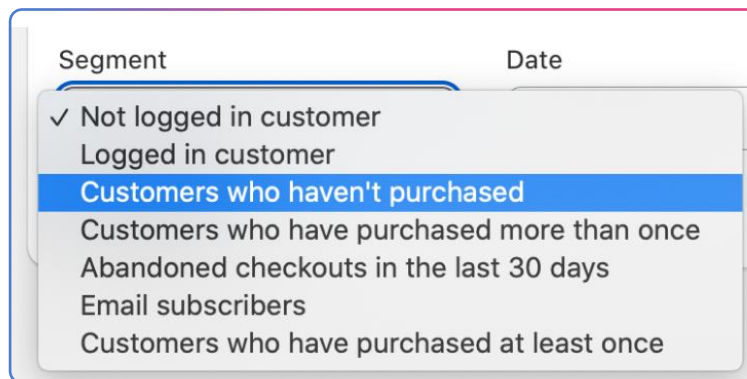 Segment Date
✓ Not logged in customer
Logged in customer
Customers who haven't purchased
Customers who have purchased more than once
Abandoned checkouts in the last 30 days
Email subscribers
Customers who have purchased at least once